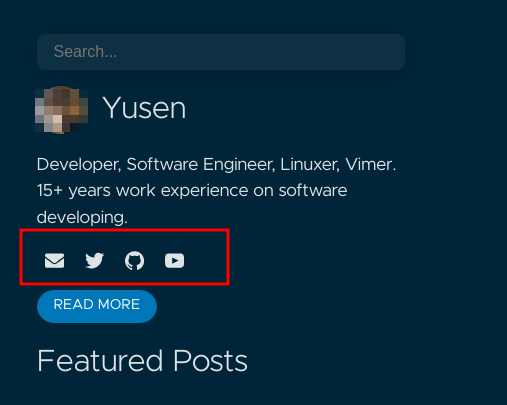 Search...
Yusen
Developer, Software Engineer, Linuxer, Vimer.
15+ years work experience on software
developing.
READ MORE
Featured Posts